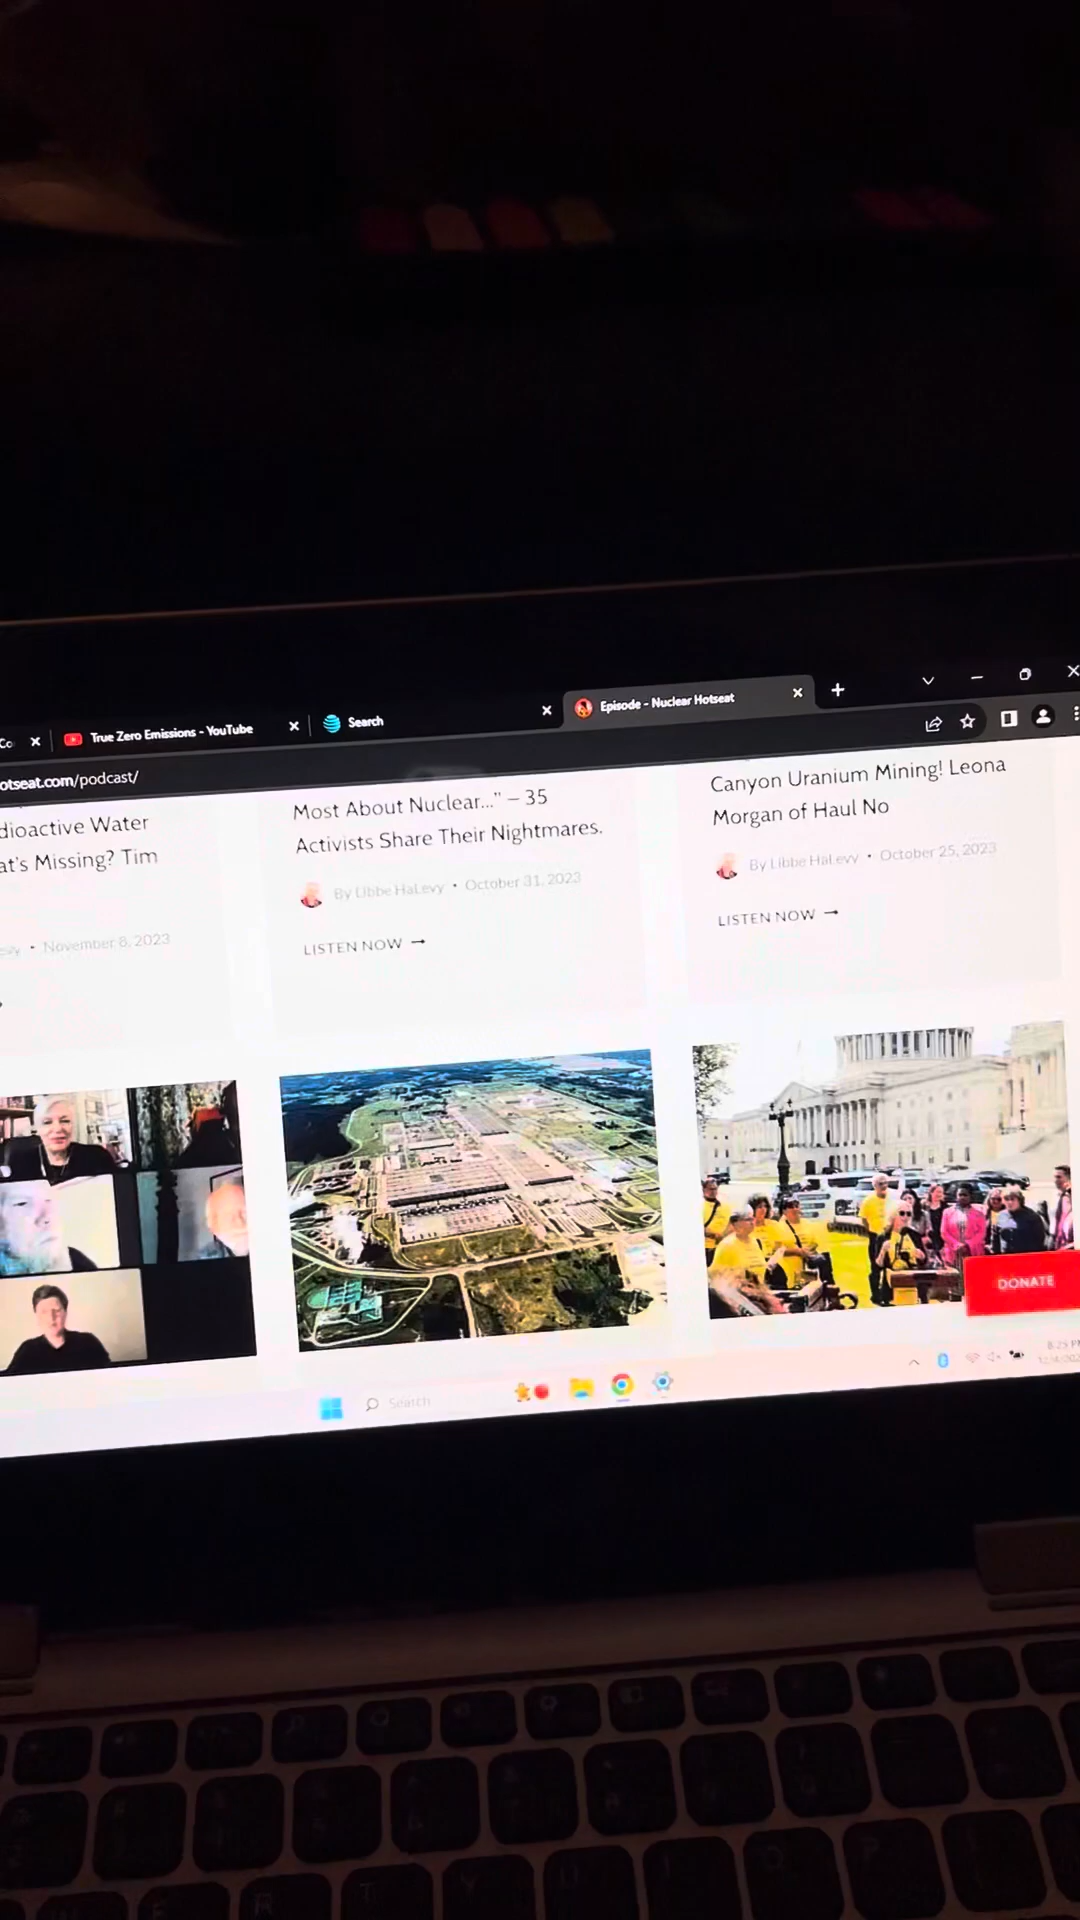 Episode - Nuclear Hotseat
Search
True Zero Emissions - YouTube
Co
otseat.com/podcast/
dioactive Water
at's Missing? Tim
November 8, 2023
Most About Nuclear..." – 35
Activists Share Their Nightmares.
By Libbe HaLevy • October 31, 2023
LISTEN NOW →
Canyon Uranium Mining! Leona
Morgan of Haul No
By Libbe HaLevy • October 25, 2023
LISTEN NOW →
DONATE
Search